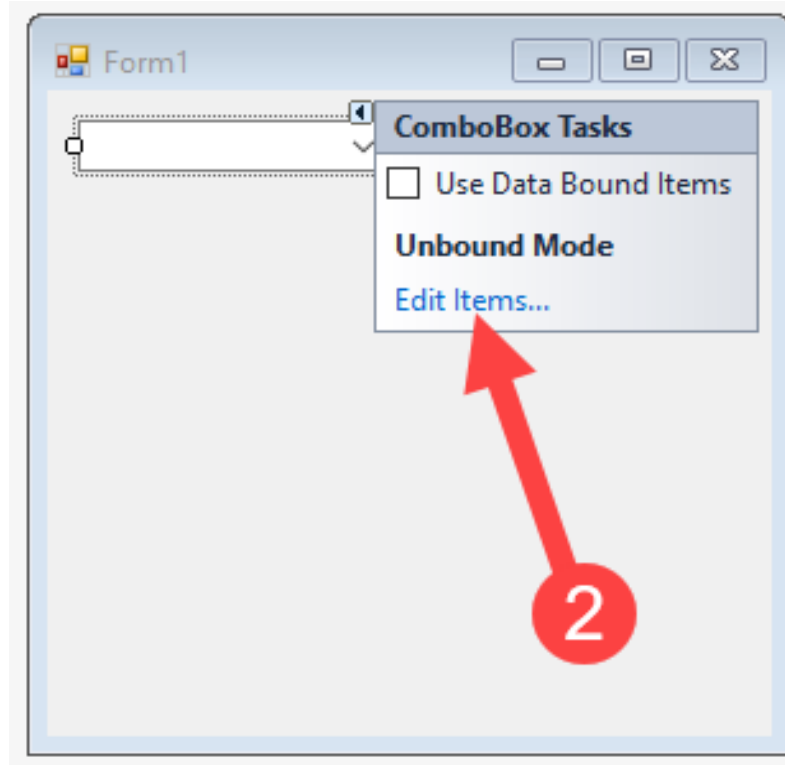 Form1
ComboBox Tasks
Use Data Bound Items
Unbound Mode
Edit Items...
2